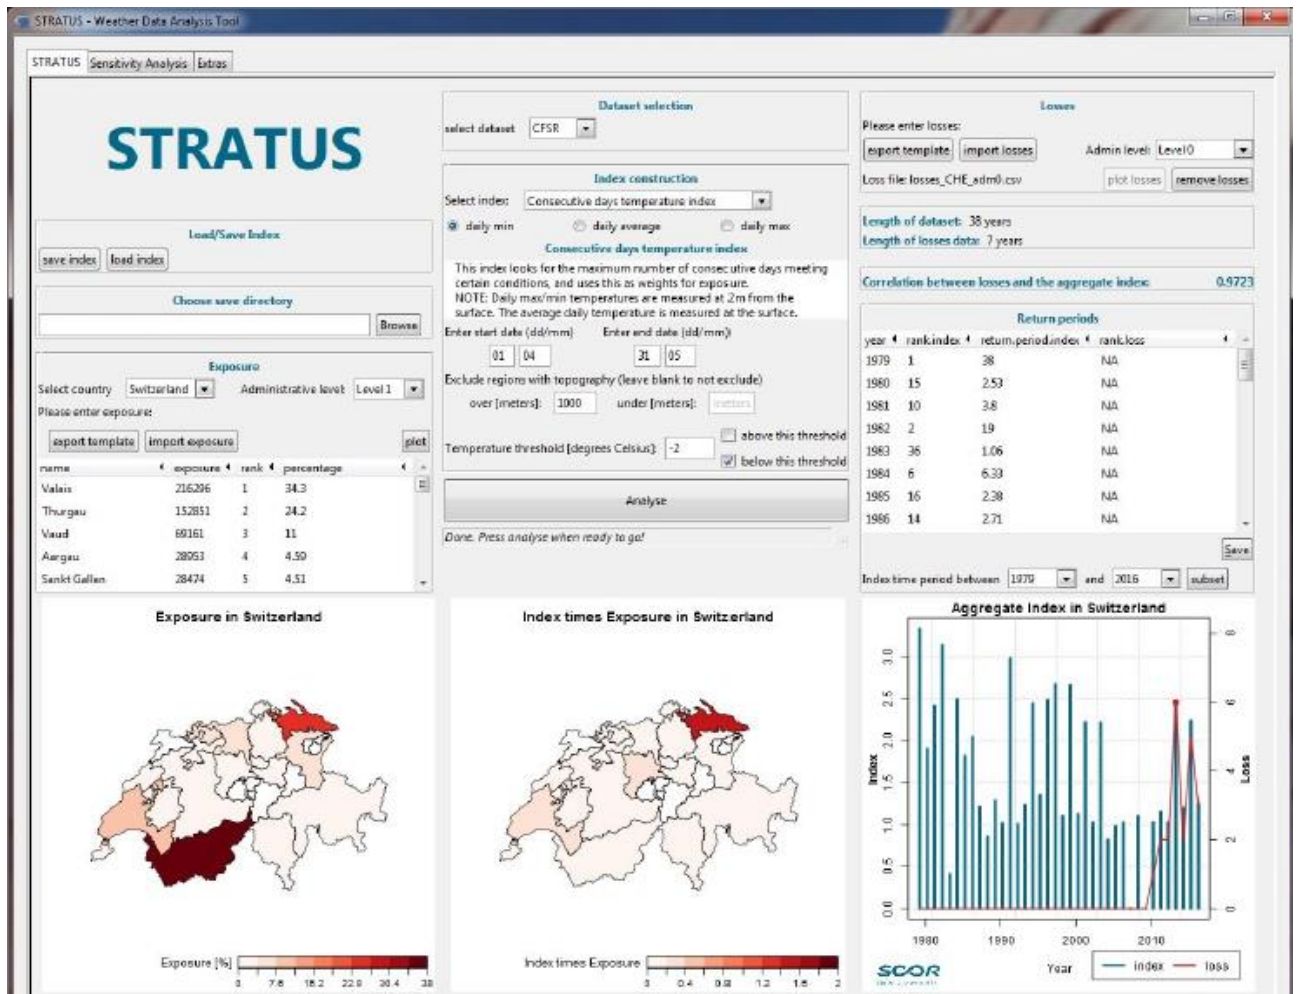 STRATUS - Weather Data Analysis Tool
STRATUS Sensitivity Analysis Extras
STRATUS
Load/Save Index
save index load index
Choose save directory
Browse
Exposure
Select country Switzerland Administrative level: Level 1
Please enter exposure:
export template import exposure plot
name exposure rank percentage
Valais 216296 1 34.3
Thurgau 152851 2 24.2
Vaud 69161 3 11
Aargau 28953 4 4.59
Sankt Gallen 28474 5 4.51
Dataset selection
select dataset CFSR
Index construction
Select index: Consecutive days temperature index
daily min daily average daily max
Consecutive days temperature index
This index looks for the maximum number of consecutive days meeting
certain conditions, and uses this as weights for exposure.
NOTE: Daily max/min temperatures are measured at 2m from the
surface. The average daily temperature is measured at the surface.
Enter start date (dd/mm) Enter end date (dd/mm)
01 04 31 05
Exclude regions with topography (leave blank to not exclude)
over [meters]: 1000 under [meters]: meters
Temperature threshold [degrees Celsius]: -2
above this threshold
below this threshold
Analyse
Done. Press analyse when ready to go!
Losses
Please enter losses:
export template import losses Admin level: Level0
Loss file: losses_CHE_adm0.csv plot losses remove losses
Length of dataset: 38 years
Length of losses data: 7 years
Correlation between losses and the aggregate index: 0.9723
Return periods
year rank.index return.period.index rank.loss
1979 1 38 NA
1980 15 2.53 NA
1981 10 3.8 NA
1982 2 19 NA
1983 36 1.06 NA
1984 6 6.33 NA
1985 16 2.38 NA
1986 14 2.71 NA
Save
Index time period between 1979 and 2016 subset
Exposure in Switzerland
Exposure [%]
0 7.6 15.2 22.8 30.4 38
Index times Exposure in Switzerland
Index times Exposure
0 0.4 0.8 1.2 1.6 2
Aggregate Index in Switzerland
Index
0.0 0.5 1.0 1.5 2.0 2.5 3.0
Loss
0 2 4 6 8
1980 1990 2000 2010
Year
index loss
SCOR